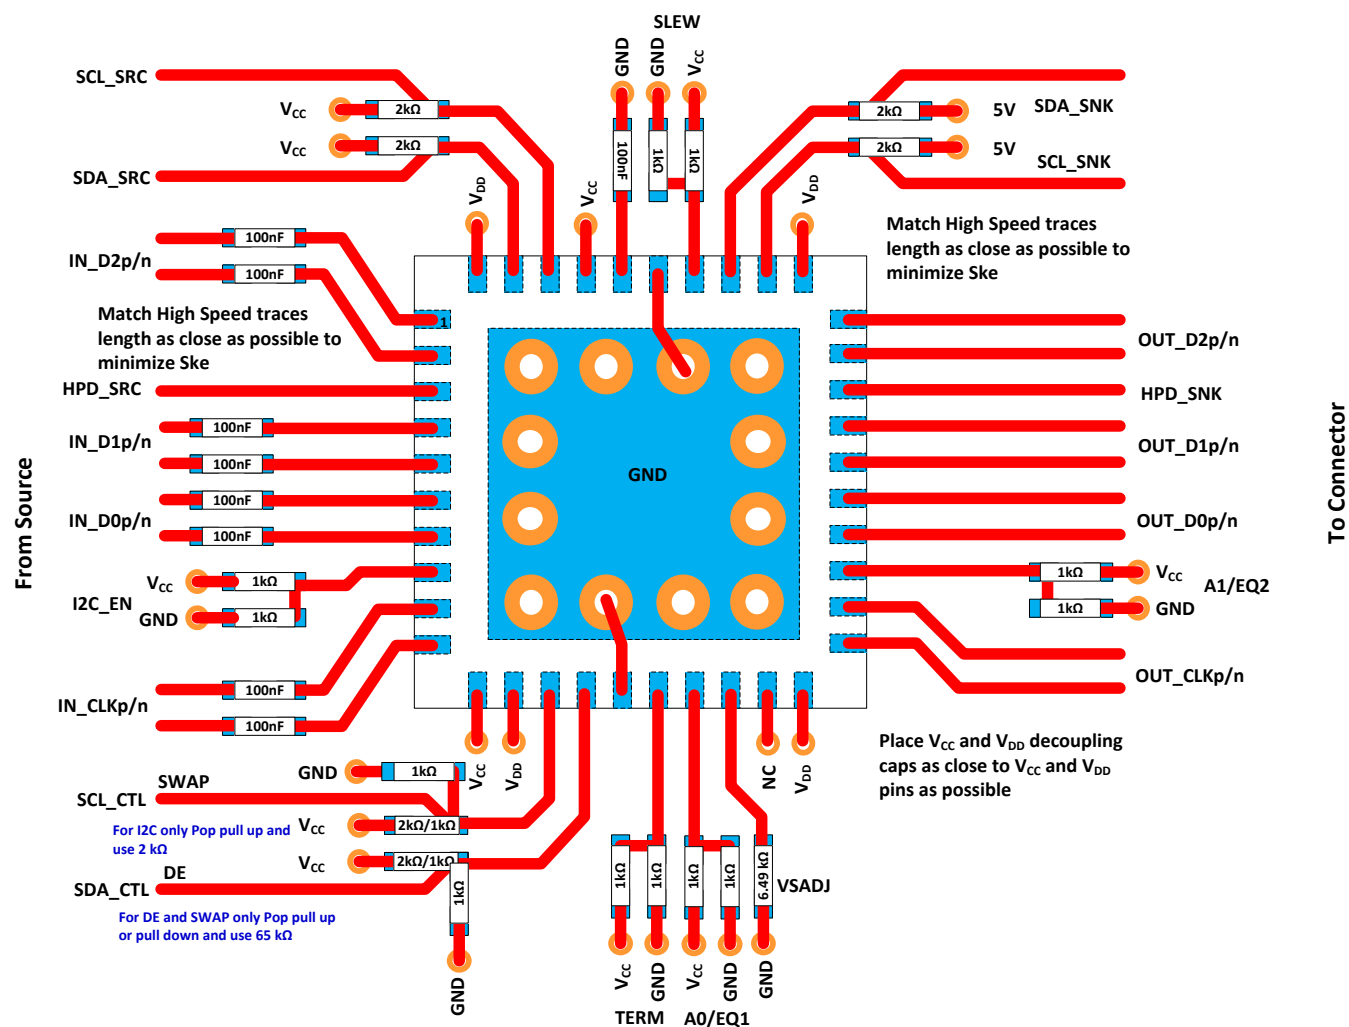 SLEW
GND
GND
VCC
SCL_SRC
VCC
2kΩ
VCC
2kΩ
SDA_SRC
100nF
1kΩ
1kΩ
2kΩ
5V
SDA_SNK
2kΩ
5V
SCL_SNK
VDD
VCC
VDD
IN_D2p/n
100nF
100nF
Match High Speed traces
length as close as possible to
minimize Ske
Match High Speed traces
length as close as possible to
minimize Ske
1
HPD_SRC
IN_D1p/n
100nF
100nF
IN_D0p/n
100nF
100nF
From Source
VCC
1kΩ
I2C_EN
GND
1kΩ
IN_CLKp/n
100nF
100nF
GND
OUT_D2p/n
HPD_SNK
OUT_D1p/n
OUT_D0p/n
To Connector
1kΩ
VCC
A1/EQ2
1kΩ
GND
OUT_CLKp/n
Place VCC and VDD decoupling
caps as close to VCC and VDD
pins as possible
VCC
VDD
NC
VDD
GND
1kΩ
SWAP
SCL_CTL
VCC
2kΩ/1kΩ
For I2C only Pop pull up and
use 2 kΩ
VCC
2kΩ/1kΩ
DE
SDA_CTL
1kΩ
For DE and SWAP only Pop pull up
or pull down and use 65 kΩ
GND
1kΩ
1kΩ
1kΩ
1kΩ
6.49 kΩ
VSADJ
VCC
GND
VCC
GND
GND
TERM
A0/EQ1